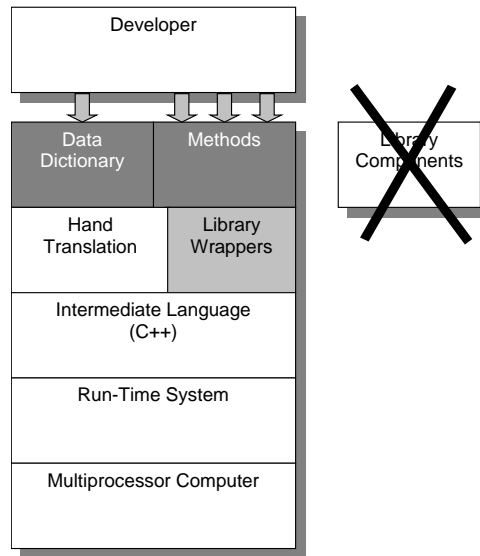 Developer
Data
Dictionary
Methods
Library
Components
Hand
Translation
Library
Wrappers
Intermediate Language
(C++)
Run-Time System
Multiprocessor Computer